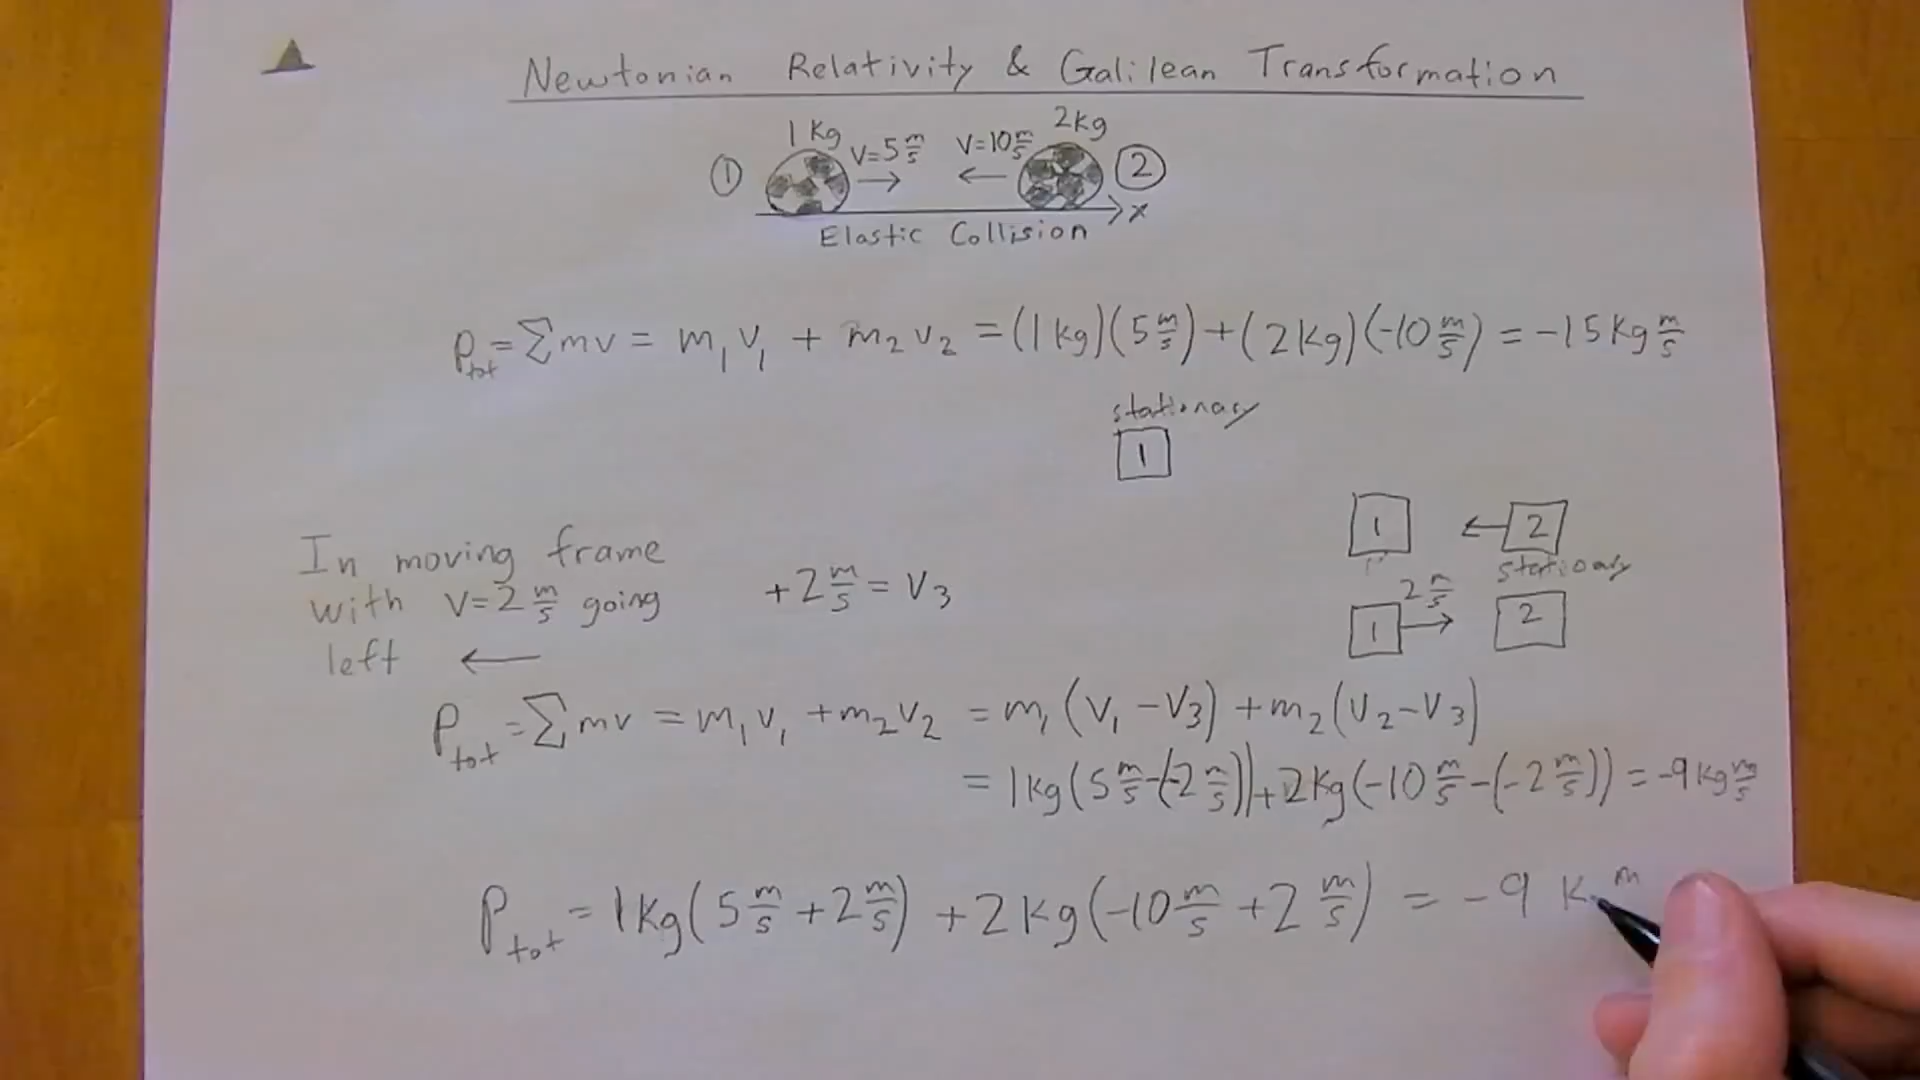 Newtonian Relativity & Galilean Transformation
1 Kg V=5 m/s V=10 m/s 2kg
① ②
x
Elastic Collision
Ptot = Σmv = m₁v₁ + m₂v₂ = (1kg)(5 m/s) + (2Kg)(-10 m/s) = -15 Kg m/s
stationary
1
1 ← 2
stationary
In moving frame
with V=2 m/s going
left ←
+2 m/s = V₃
2 m/s
1 → 2
Ptot = Σmv = m₁v₁ + m₂v₂ = m₁(V₁ - V₃) + m₂(V₂ - V₃)
= 1kg(5 m/s - (-2 m/s)) + 2kg(-10 m/s - (-2 m/s)) = -9 kg m/s
Ptot = 1kg(5 m/s + 2 m/s) + 2kg(-10 m/s + 2 m/s) = -9 K m